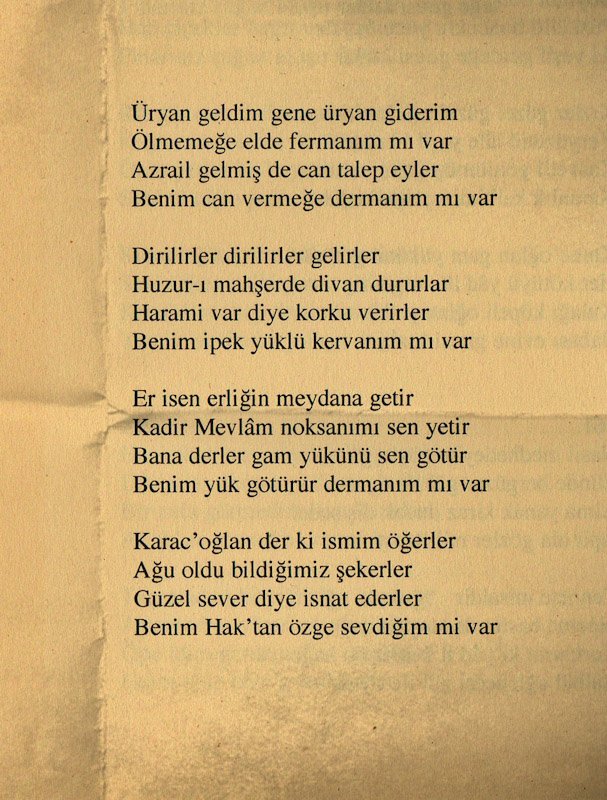 Üryan geldim gene üryan giderim
Ölmemeğe elde fermanım mı var
Azrail gelmiş de can talep eyler
Benim can vermeğe dermanım mı var
Dirilirler dirilirler gelirler
Huzur-ı mahşerde divan dururlar
Harami var diye korku verirler
Benim ipek yüklü kervanım mı var
Er isen erliğin meydana getir
Kadir Mevlâm noksanımı sen yetir
Bana derler gam yükünü sen götür
Benim yük götürür dermanım mı var
Karac’oğlan der ki ismim öğerler
Ağu oldu bildiğimiz şekerler
Güzel sever diye isnat ederler
Benim Hak’tan özge sevdiğim mi var